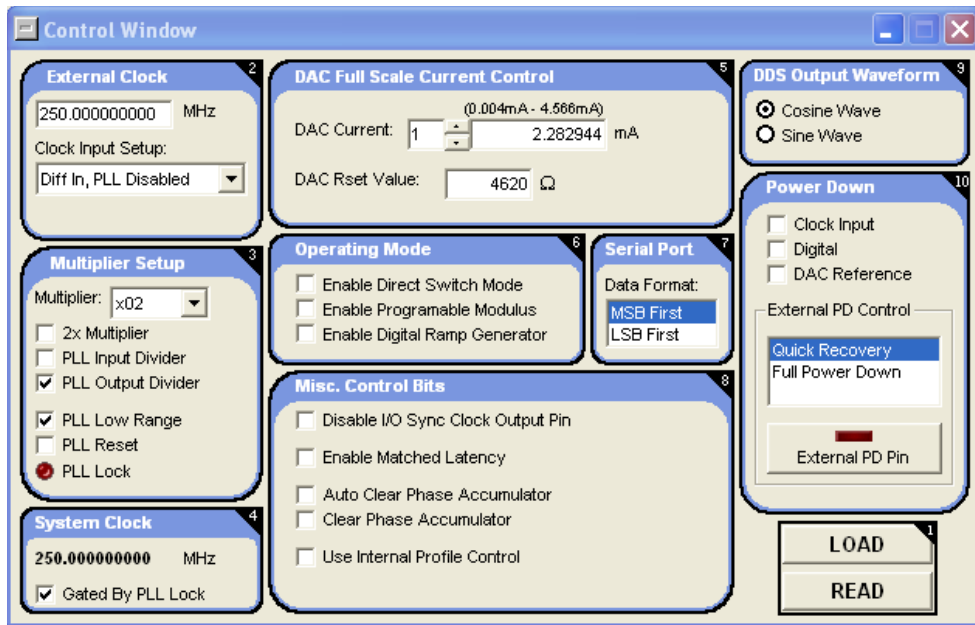 Control Window
External Clock
2
250.000000000 MHz
Clock Input Setup:
Diff In, PLL Disabled
Multiplier Setup
3
Multiplier: x02
2x Multiplier
PLL Input Divider
PLL Output Divider
PLL Low Range
PLL Reset
PLL Lock
System Clock
4
250.000000000 MHz
Gated By PLL Lock
DAC Full Scale Current Control
5
(0.004mA - 4.566mA)
DAC Current: 1 2.282944 mA
DAC Rset Value: 4620 Ω
Operating Mode
6
Enable Direct Switch Mode
Enable Programable Modulus
Enable Digital Ramp Generator
Serial Port
7
Data Format:
MSB First
LSB First
Misc. Control Bits
8
Disable I/O Sync Clock Output Pin
Enable Matched Latency
Auto Clear Phase Accumulator
Clear Phase Accumulator
Use Internal Profile Control
DDS Output Waveform
9
Cosine Wave
Sine Wave
Power Down
10
Clock Input
Digital
DAC Reference
External PD Control
Quick Recovery
Full Power Down
External PD Pin
1
LOAD
READ